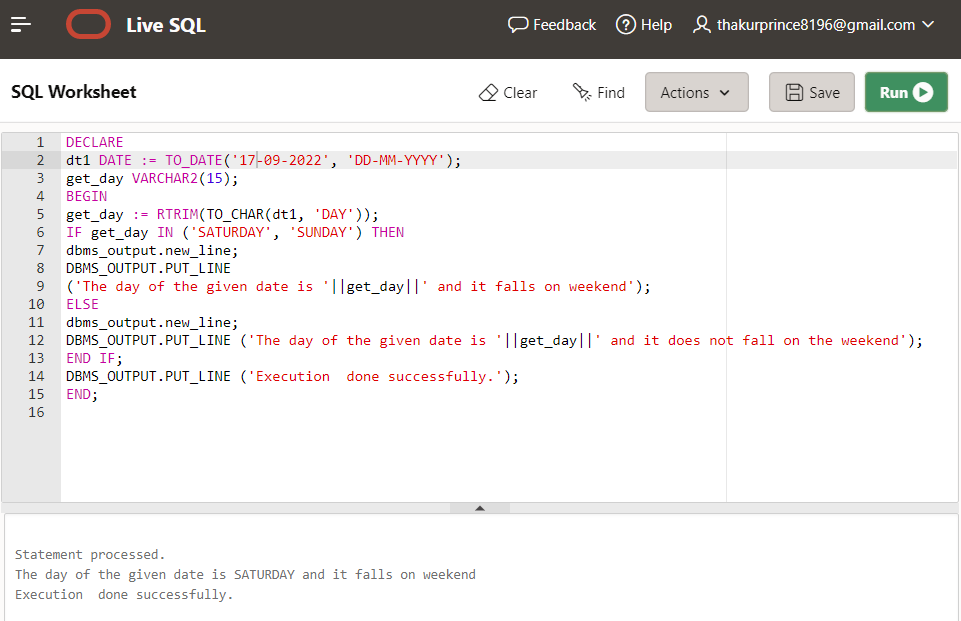 Live SQL
Feedback
Help
thakurprince8196@gmail.com
SQL Worksheet
Clear
Find
Actions
Save
Run
1 DECLARE
2 dt1 DATE := TO_DATE('17-09-2022', 'DD-MM-YYYY');
3 get_day VARCHAR2(15);
4 BEGIN
5 get_day := RTRIM(TO_CHAR(dt1, 'DAY'));
6 IF get_day IN ('SATURDAY', 'SUNDAY') THEN
7 dbms_output.new_line;
8 DBMS_OUTPUT.PUT_LINE
9 ('The day of the given date is '||get_day||' and it falls on weekend');
10 ELSE
11 dbms_output.new_line;
12 DBMS_OUTPUT.PUT_LINE ('The day of the given date is '||get_day||' and it does not fall on the weekend');
13 END IF;
14 DBMS_OUTPUT.PUT_LINE ('Execution  done successfully.');
15 END;
16
Statement processed.
The day of the given date is SATURDAY and it falls on weekend
Execution  done successfully.